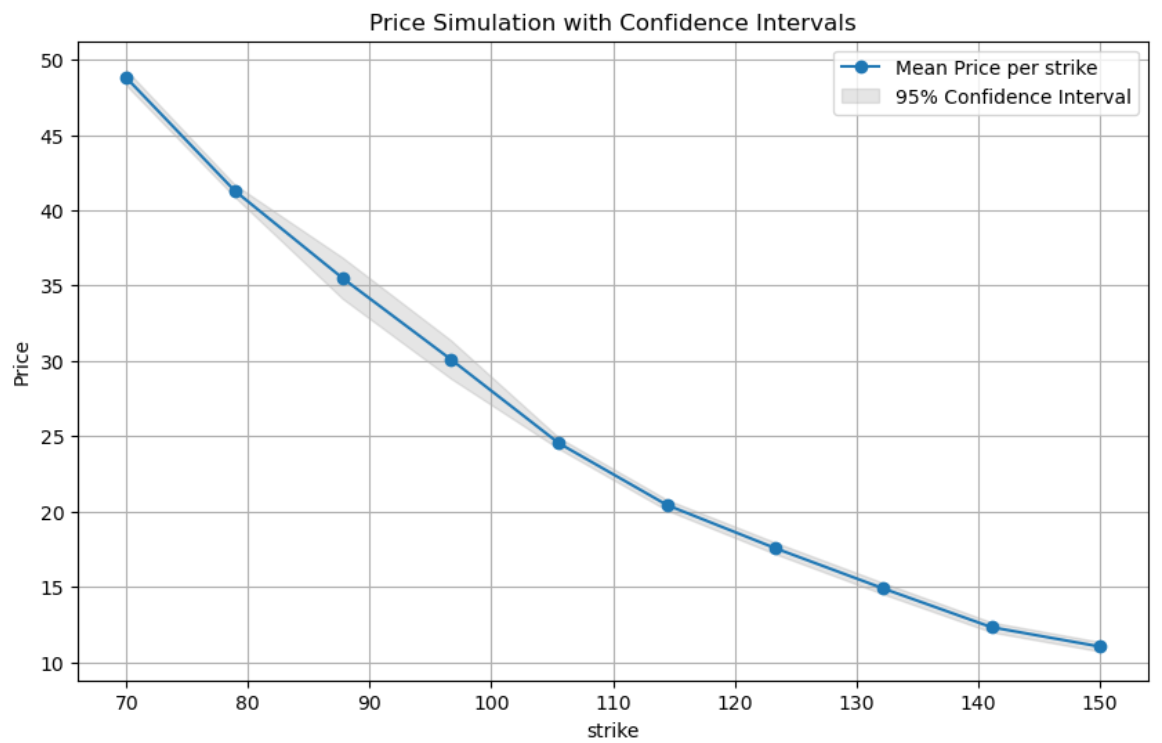 Price Simulation with Confidence Intervals
Mean Price per strike
95% Confidence Interval
50
45
40
35
30
25
20
15
10
Price
70 80 90 100 110 120 130 140 150
strike